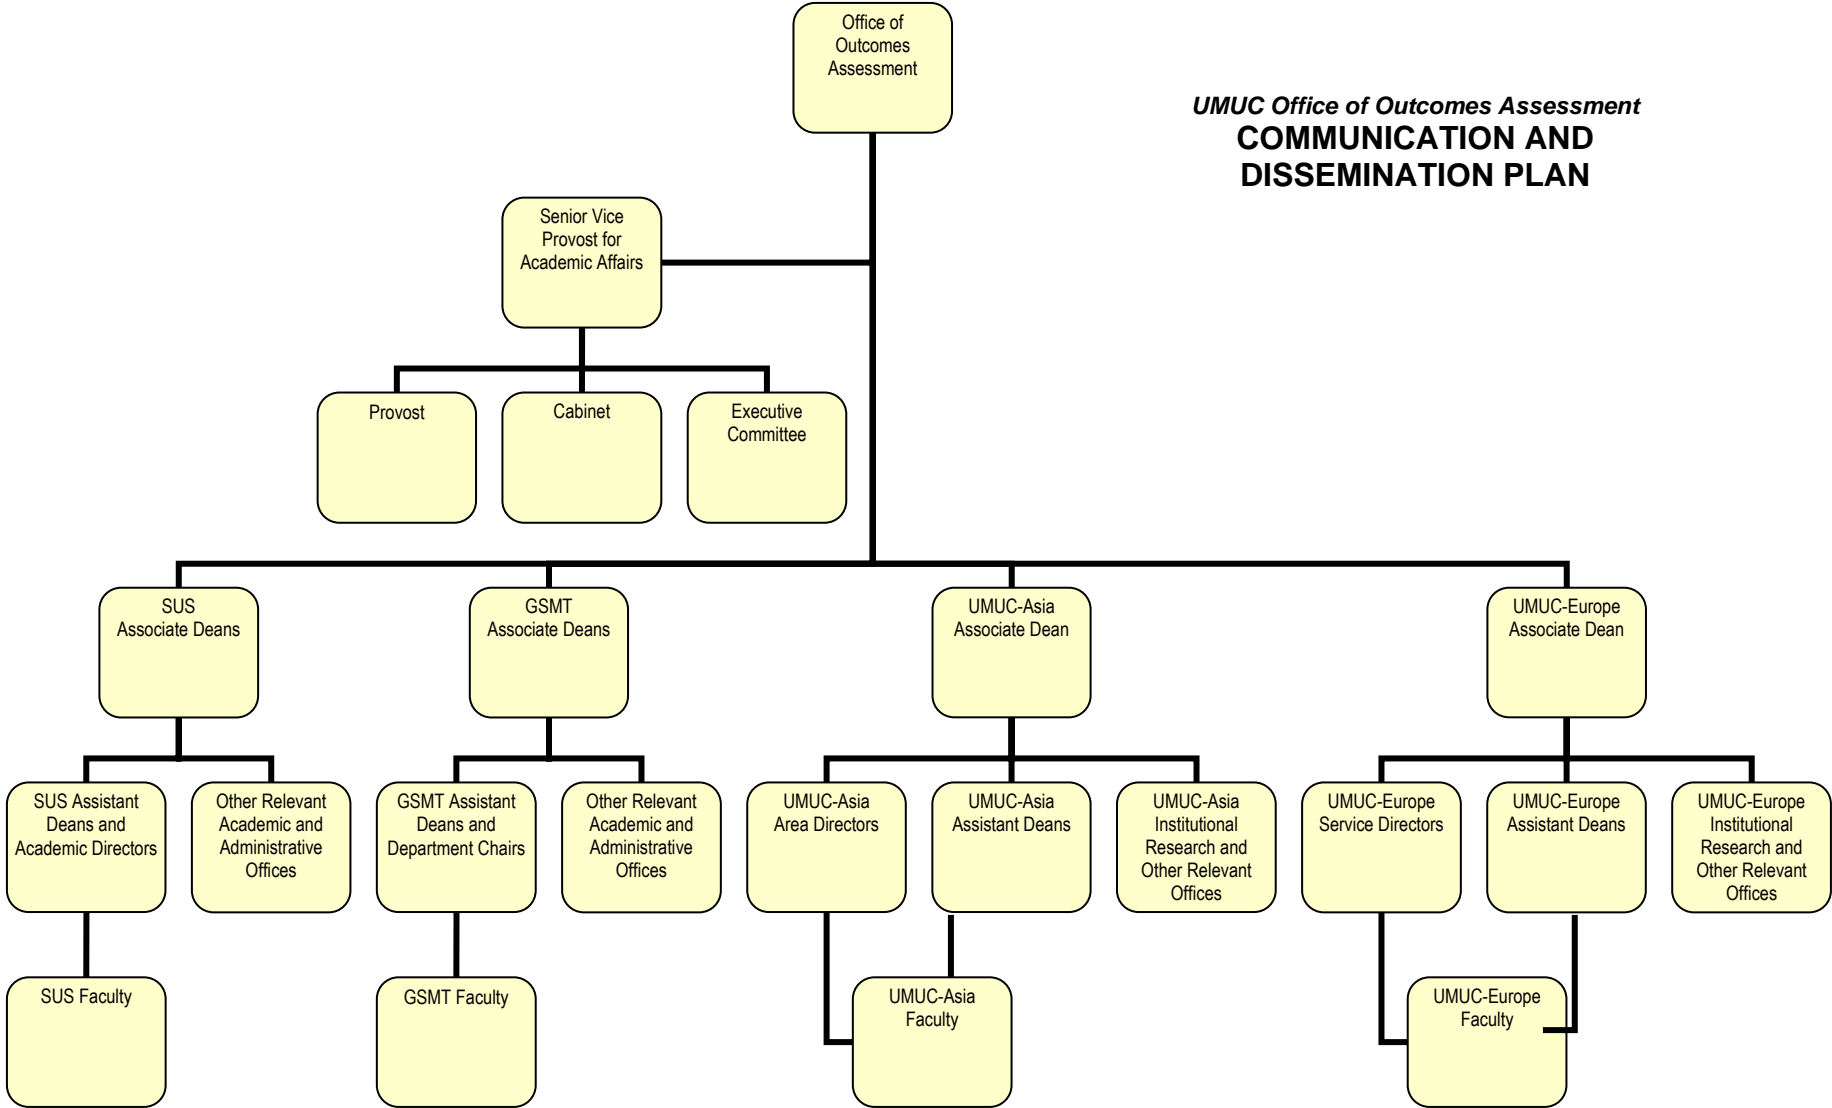 Office of
Outcomes
Assessment
UMUC Office of Outcomes Assessment
COMMUNICATION AND
DISSEMINATION PLAN
Senior Vice
Provost for
Academic Affairs
Provost
Cabinet
Executive
Committee
SUS
Associate Deans
GSMT
Associate Deans
UMUC-Asia
Associate Dean
UMUC-Europe
Associate Dean
SUS Assistant
Deans and
Academic Directors
Other Relevant
Academic and
Administrative
Offices
GSMT Assistant
Deans and
Department Chairs
Other Relevant
Academic and
Administrative
Offices
UMUC-Asia
Area Directors
UMUC-Asia
Assistant Deans
UMUC-Asia
Institutional
Research and
Other Relevant
Offices
UMUC-Europe
Service Directors
UMUC-Europe
Assistant Deans
UMUC-Europe
Institutional
Research and
Other Relevant
Offices
SUS Faculty
GSMT Faculty
UMUC-Asia
Faculty
UMUC-Europe
Faculty